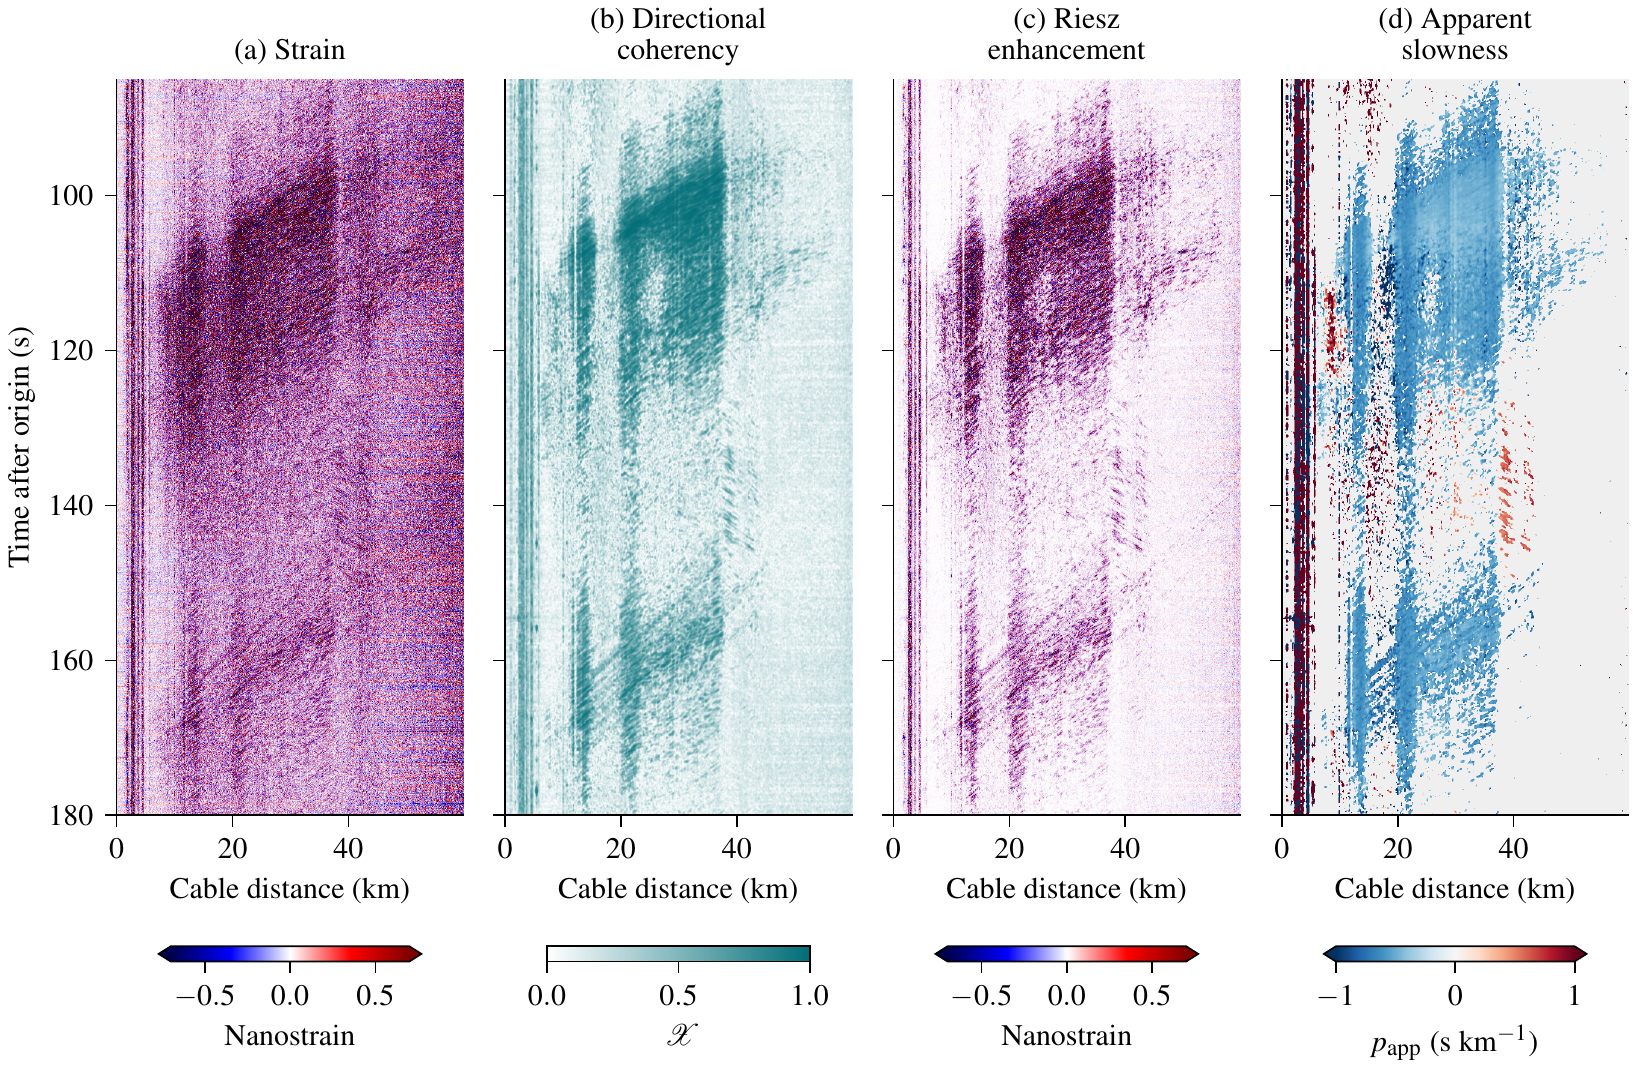 (a) Strain
(b) Directional
coherency
(c) Riesz
enhancement
(d) Apparent
slowness
Time after origin (s)
100
120
140
160
180
0 20 40
0 20 40
0 20 40
0 20 40
Cable distance (km)
Cable distance (km)
Cable distance (km)
Cable distance (km)
−0.5 0.0 0.5
0.0 0.5 1.0
−0.5 0.0 0.5
−1 0 1
Nanostrain
𝒳
Nanostrain
p_app (s km⁻¹)